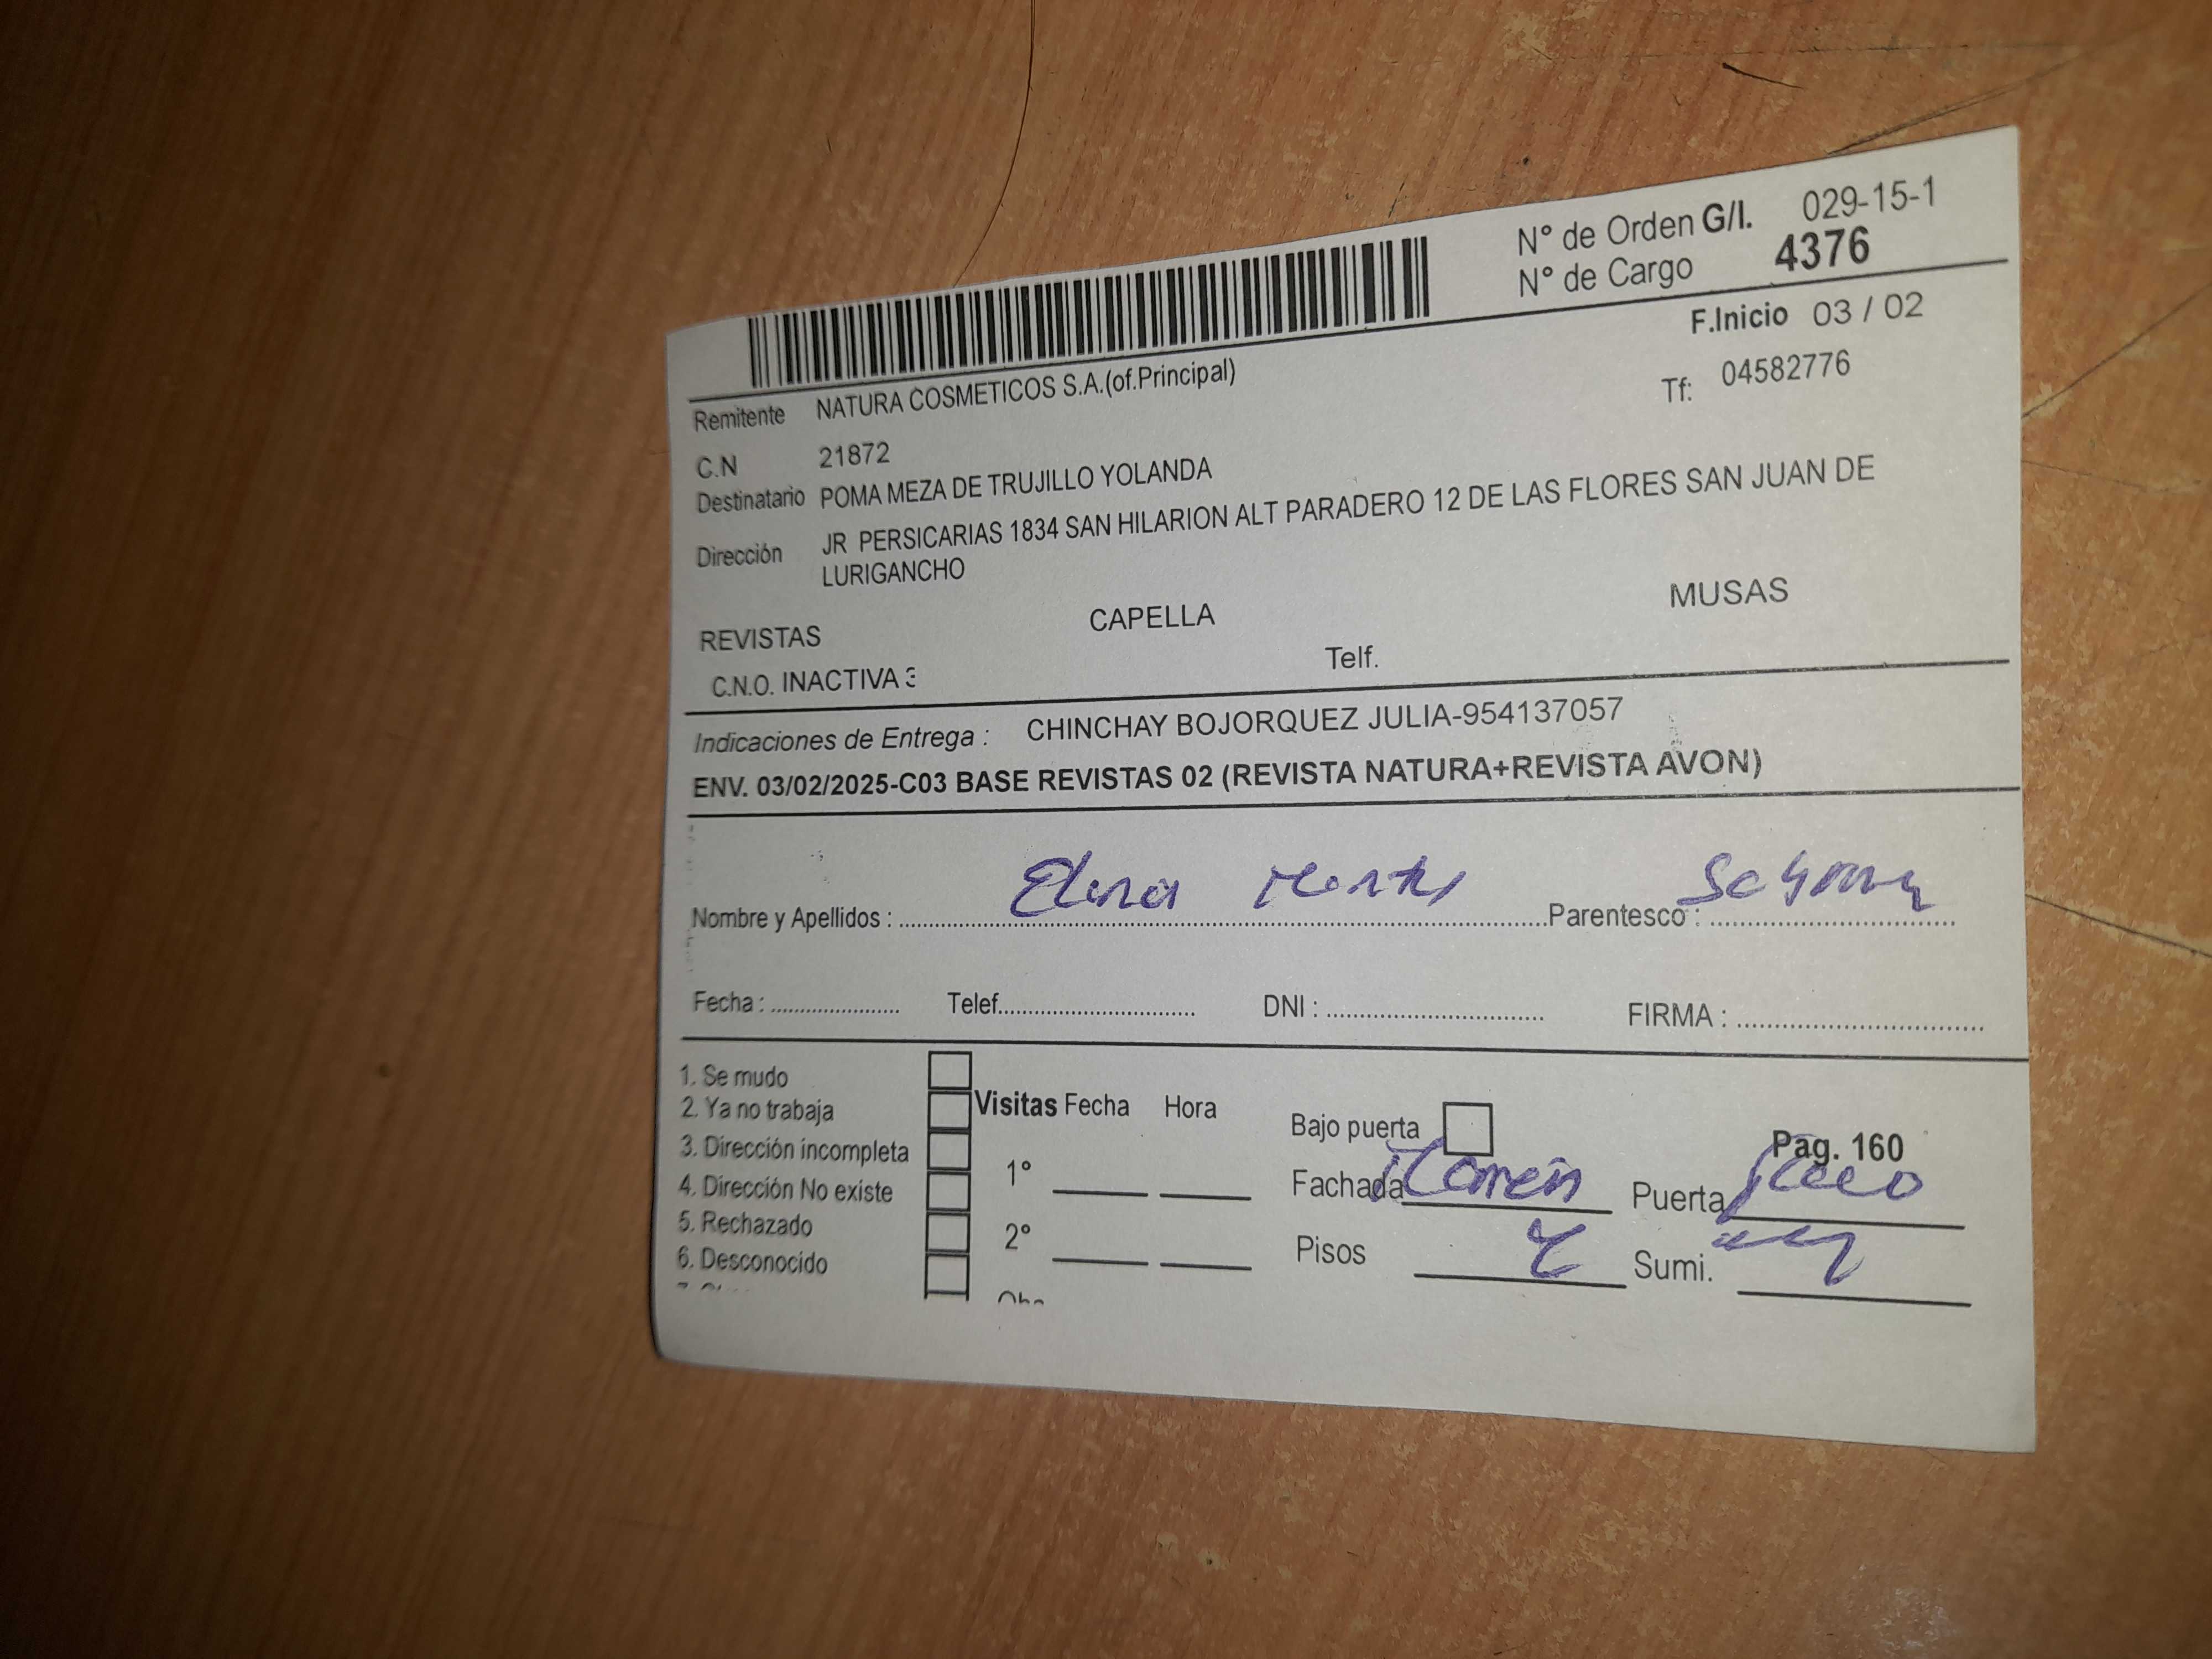 N° de Orden G/I. 029-15-1
N° de Cargo 4376
F.Inicio 03 / 02
Remitente NATURA COSMETICOS S.A.(of.Principal)
Tf: 04582776
C.N 21872
Destinatario POMA MEZA DE TRUJILLO YOLANDA
Dirección JR PERSICARIAS 1834 SAN HILARION ALT PARADERO 12 DE LAS FLORES SAN JUAN DE
LURIGANCHO
REVISTAS CAPELLA MUSAS
C.N.O. INACTIVA 3 Telf.
Indicaciones de Entrega : CHINCHAY BOJORQUEZ JULIA-954137057
ENV. 03/02/2025-C03 BASE REVISTAS 02 (REVISTA NATURA+REVISTA AVON)
Nombre y Apellidos : Elena Parentesco :
Fecha : Telef. DNI : FIRMA :
1. Se mudo
2. Ya no trabaja
3. Dirección incompleta
4. Dirección No existe
5. Rechazado
6. Desconocido
Visitas Fecha Hora
1°
2°
Bajo puerta
Pag. 160
Fachada Puerta
Pisos Sumi.